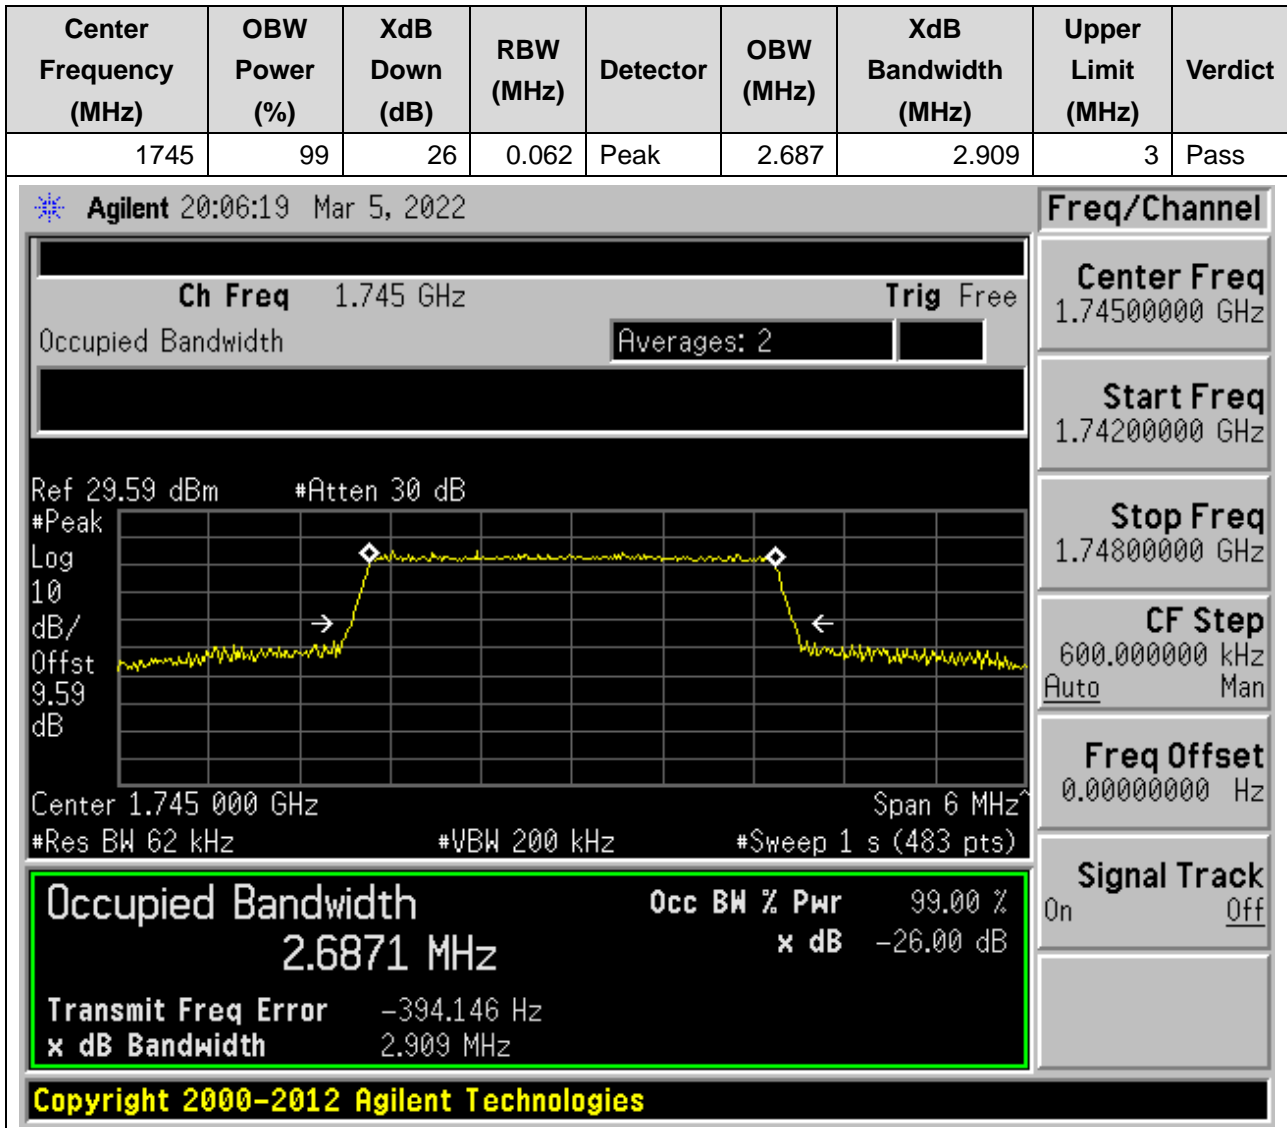 Center Frequency (MHz) OBW Power (%) XdB Down (dB) RBW (MHz) Detector OBW (MHz) XdB Bandwidth (MHz) Upper Limit (MHz) Verdict
1745 99 26 0.062 Peak 2.687 2.909 3 Pass
Agilent 20:06:19 Mar 5, 2022
Freq/Channel
Ch Freq 1.745 GHz Trig Free
Occupied Bandwidth Averages: 2
Ref 29.59 dBm #Atten 30 dB
#Peak
Log
10
dB/
Offst
9.59
dB
Center 1.745 000 GHz Span 6 MHz^
#Res BW 62 kHz #VBW 200 kHz #Sweep 1 s (483 pts)
Occupied Bandwidth Occ BW % Pwr 99.00 %
2.6871 MHz x dB -26.00 dB
Transmit Freq Error -394.146 Hz
x dB Bandwidth 2.909 MHz
Copyright 2000-2012 Agilent Technologies
Center Freq
1.74500000 GHz
Start Freq
1.74200000 GHz
Stop Freq
1.74800000 GHz
CF Step
600.000000 kHz
Auto Man
Freq Offset
0.00000000 Hz
Signal Track
On Off